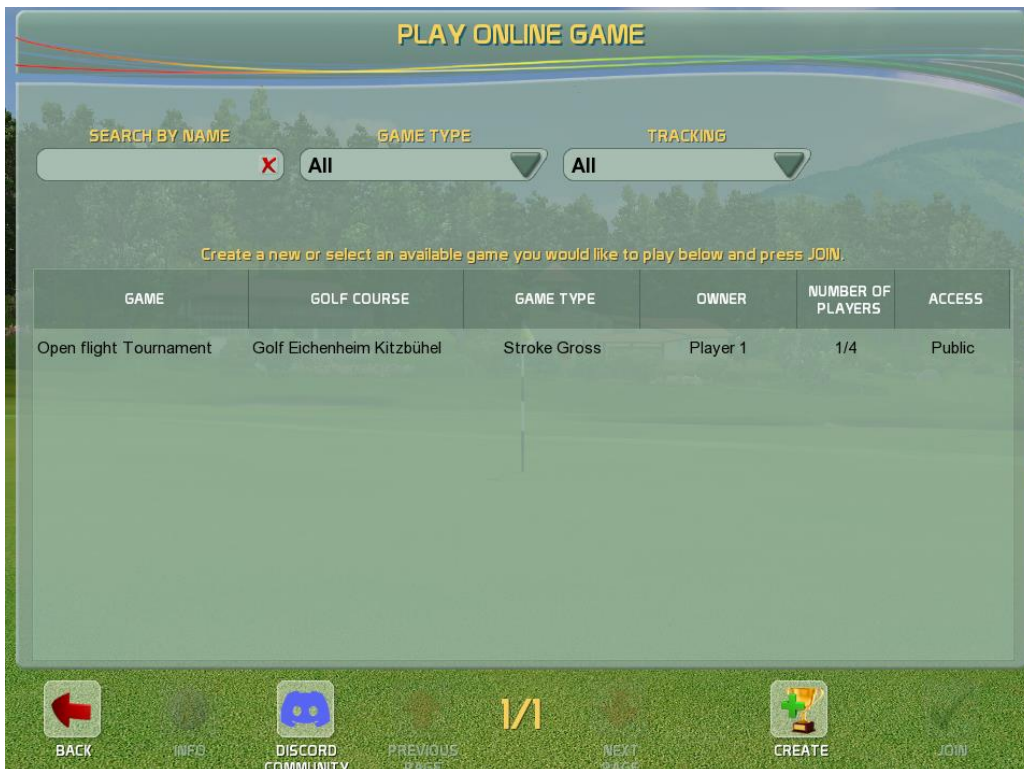 PLAY ONLINE GAME
SEARCH BY NAME GAME TYPE TRACKING
X All All
Create a new or select an available game you would like to play below and press JOIN.
GAME GOLF COURSE GAME TYPE OWNER NUMBER OF PLAYERS ACCESS
Open flight Tournament Golf Eichenheim Kitzbühel Stroke Gross Player 1 1/4 Public
1/1
BACK INFO DISCORD COMMUNITY PREVIOUS PAGE NEXT PAGE CREATE JOIN